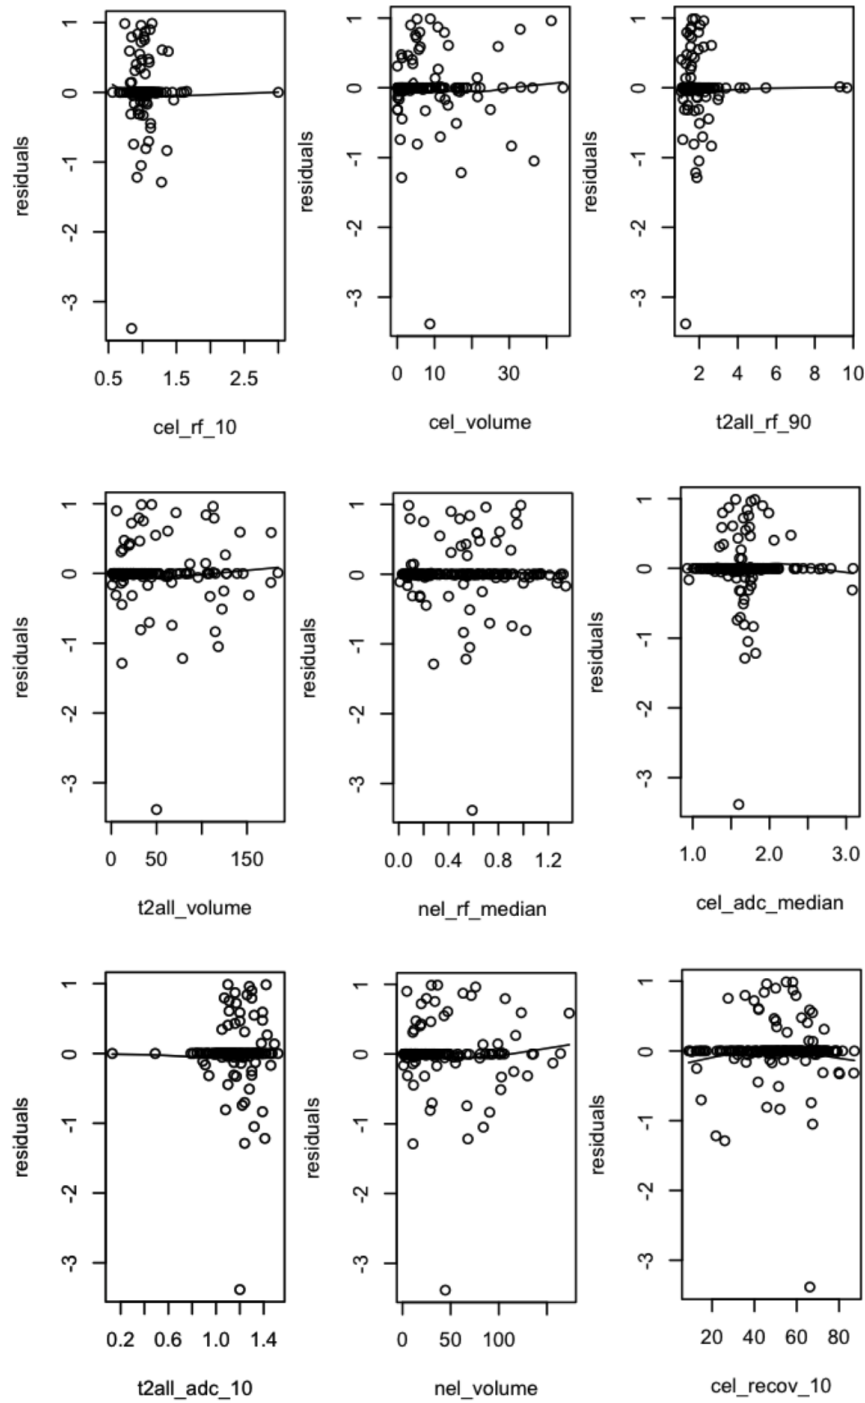 1
0
-1
-2
-3
residuals
0.5 1.5 2.5
cel_rf_10
1
0
-1
-2
-3
residuals
0 10 30
cel_volume
1
0
-1
-2
-3
residuals
2 4 6 8 10
t2all_rf_90
1
0
-1
-2
-3
residuals
0 50 150
t2all_volume
1
0
-1
-2
-3
residuals
0.0 0.4 0.8 1.2
nel_rf_median
1
0
-1
-2
-3
residuals
1.0 2.0 3.0
cel_adc_median
1
0
-1
-2
-3
residuals
0.2 0.6 1.0 1.4
t2all_adc_10
1
0
-1
-2
-3
residuals
0 50 100
nel_volume
1
0
-1
-2
-3
residuals
20 40 60 80
cel_recov_10